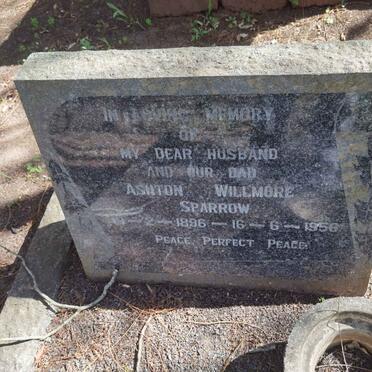 IN LOVING MEMORY
OF
MY DEAR HUSBAND
AND OUR DAD
ASHTON WILLMORE
SPARROW
2 – 1896 – 16 – 6 – 1956
PEACE, PERFECT PEACE